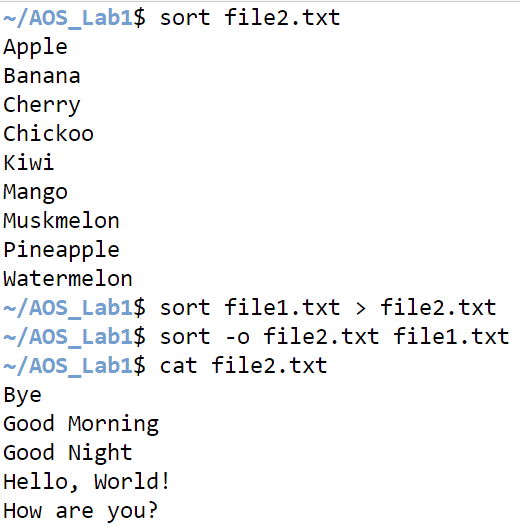 ~/AOS_Lab1$ sort file2.txt
Apple
Banana
Cherry
Chickoo
Kiwi
Mango
Muskmelon
Pineapple
Watermelon
~/AOS_Lab1$ sort file1.txt > file2.txt
~/AOS_Lab1$ sort -o file2.txt file1.txt
~/AOS_Lab1$ cat file2.txt
Bye
Good Morning
Good Night
Hello, World!
How are you?